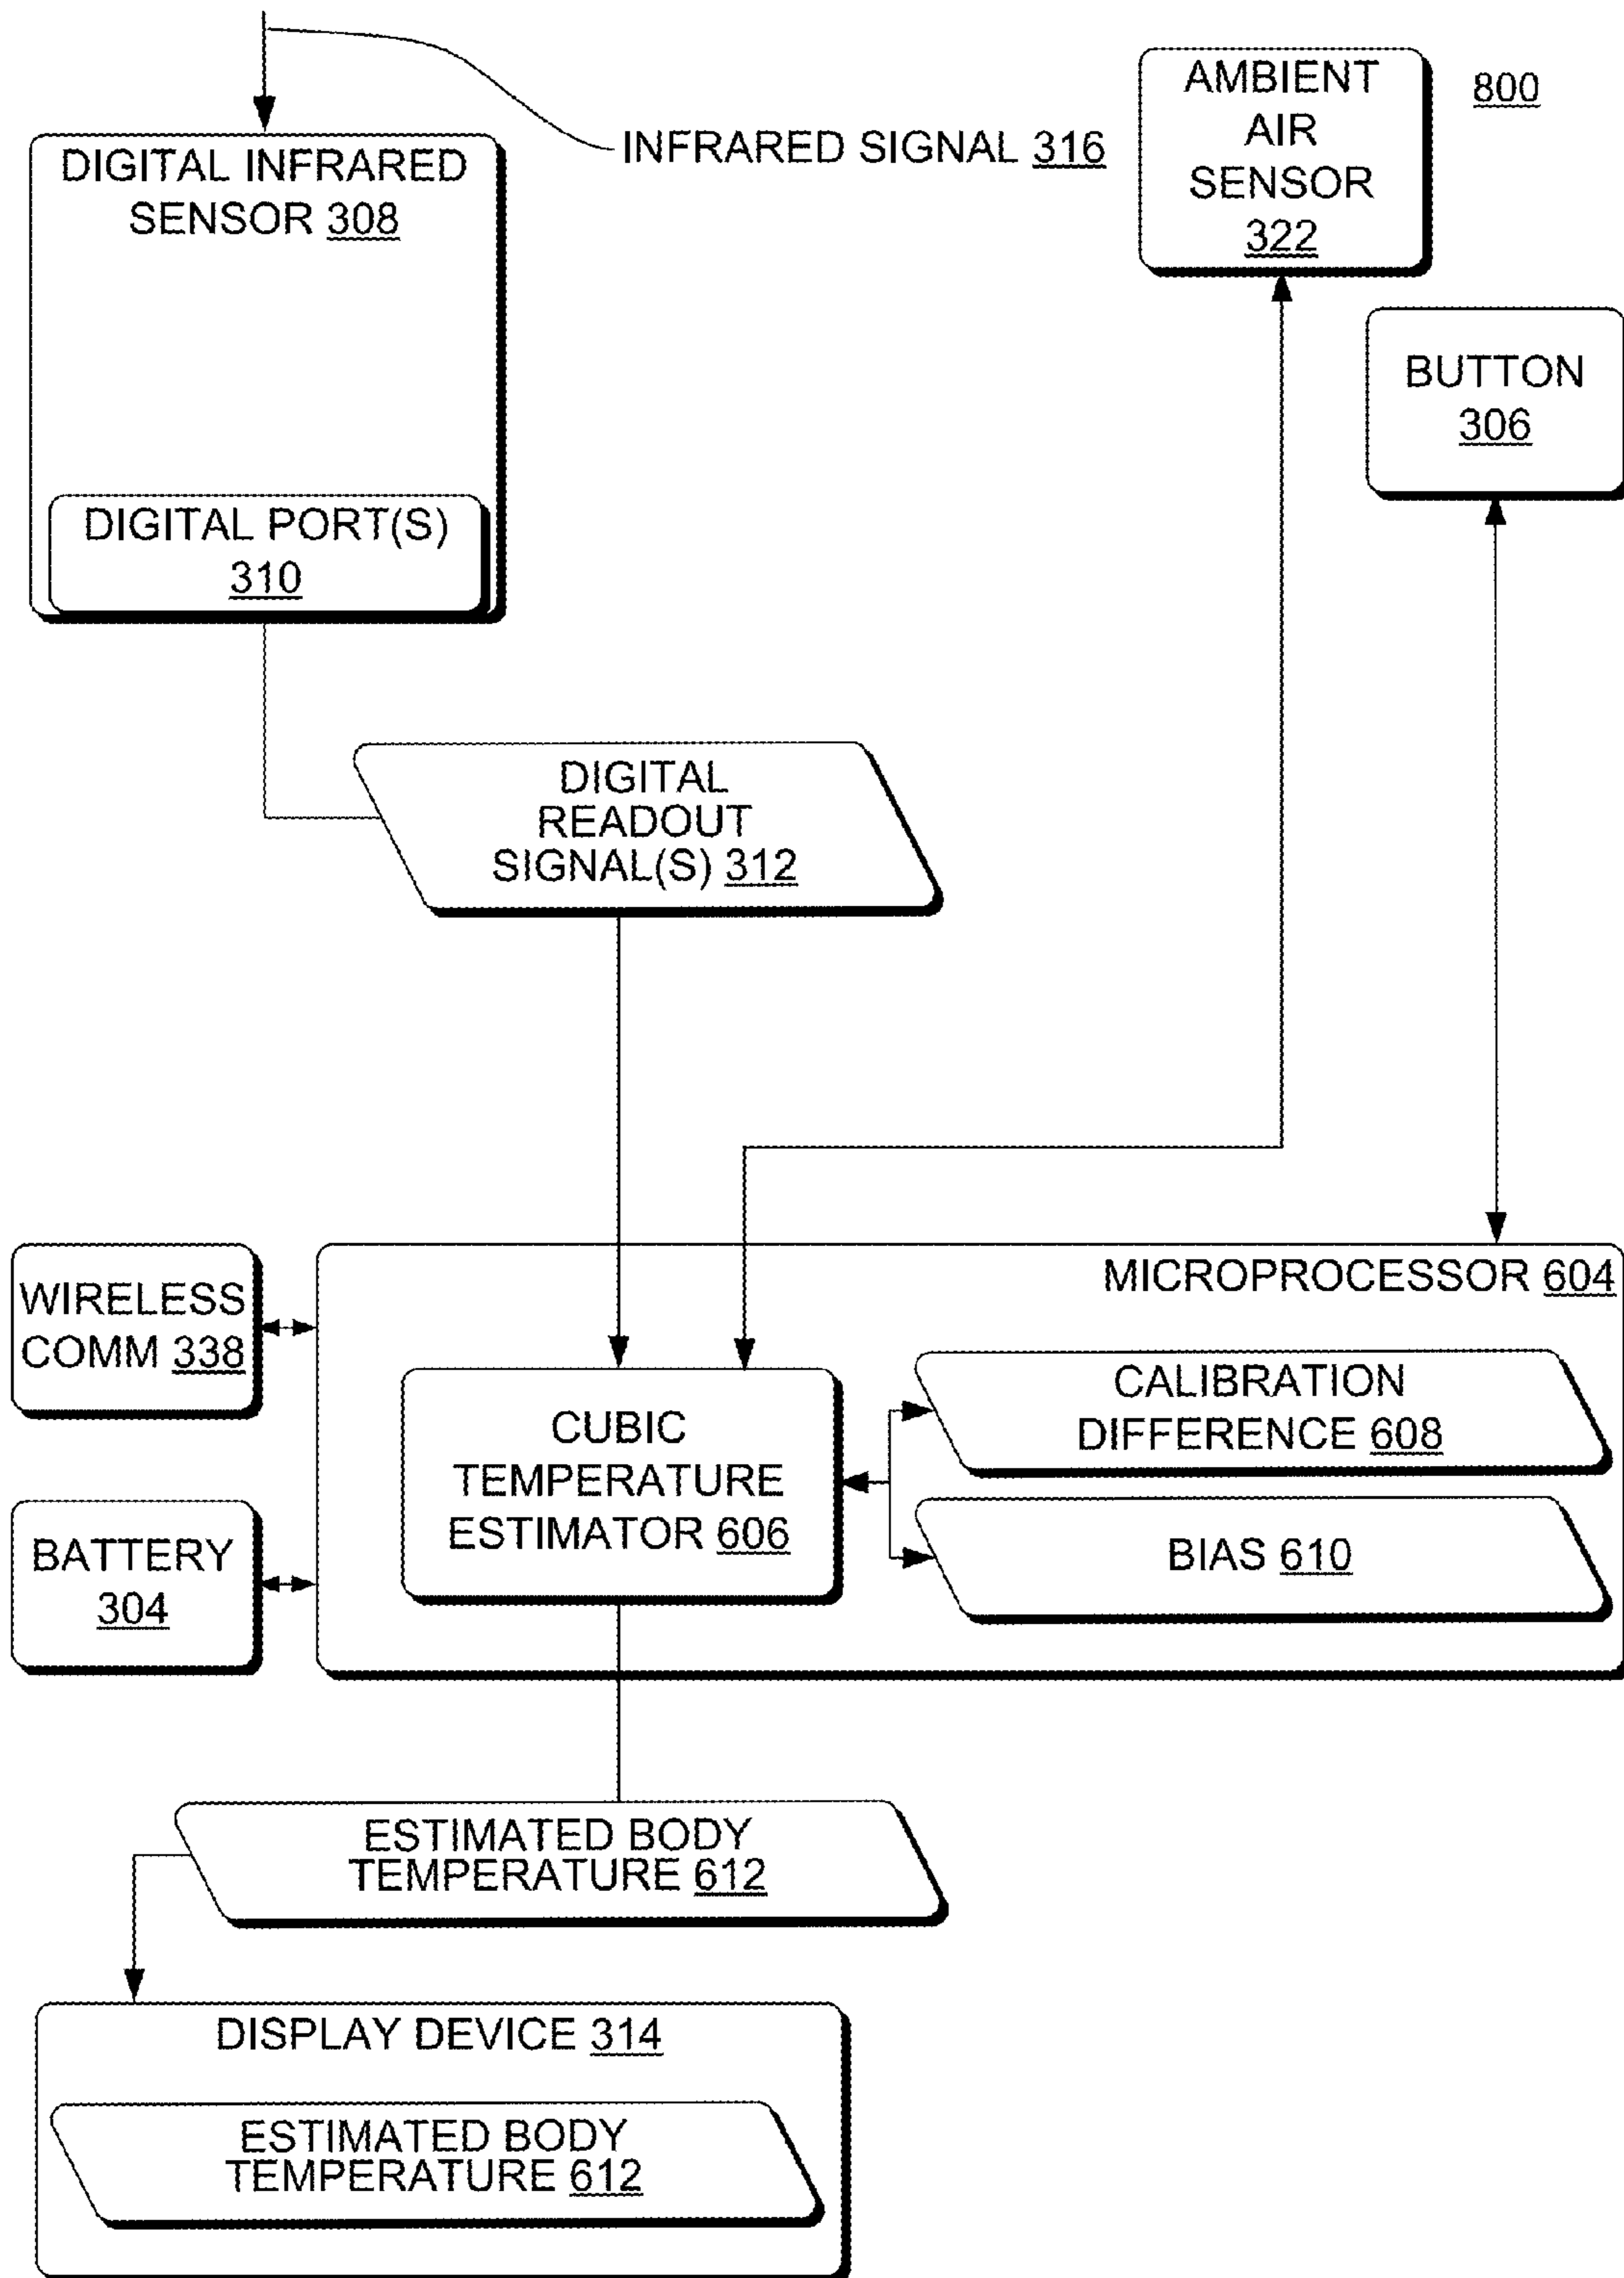 INFRARED SIGNAL 316
DIGITAL INFRARED
SENSOR 308
AMBIENT
AIR
SENSOR
322
800
BUTTON
306
DIGITAL PORT(S)
310
DIGITAL
READOUT
SIGNAL(S) 312
WIRELESS
COMM 338
MICROPROCESSOR 604
CUBIC
TEMPERATURE
ESTIMATOR 606
CALIBRATION
DIFFERENCE 608
BIAS 610
BATTERY
304
ESTIMATED BODY
TEMPERATURE 612
DISPLAY DEVICE 314
ESTIMATED BODY
TEMPERATURE 612